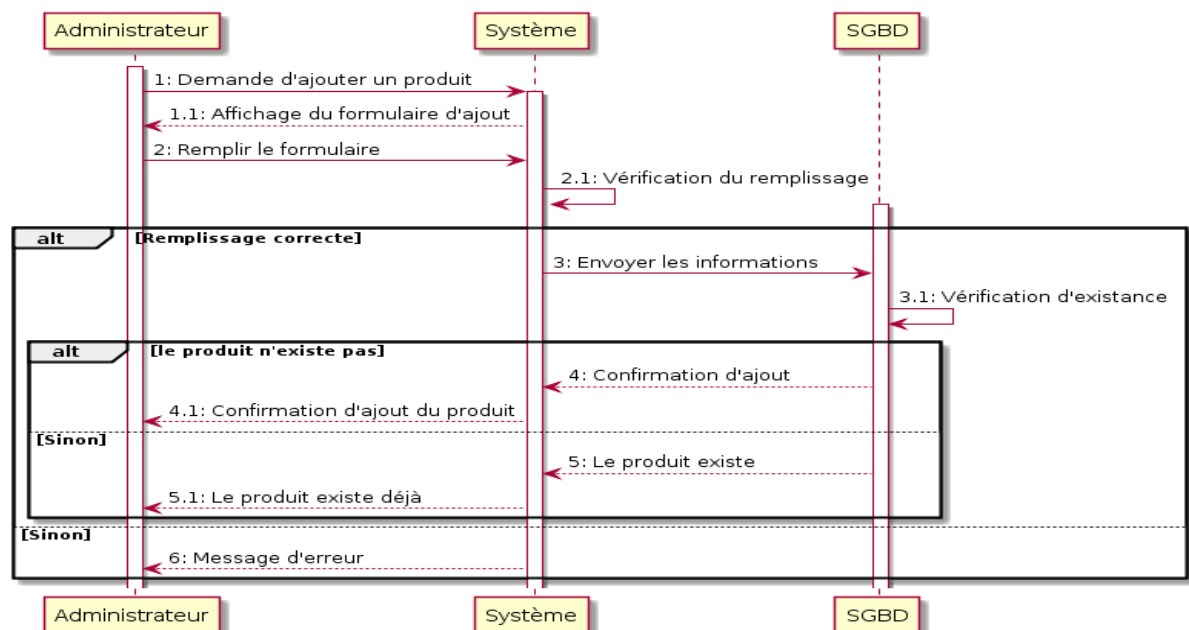 Administrateur
Système
SGBD
1: Demande d'ajouter un produit
1.1: Affichage du formulaire d'ajout
2: Remplir le formulaire
2.1: Vérification du remplissage
alt [Remplissage correcte]
3: Envoyer les informations
3.1: Vérification d'existance
alt [le produit n'existe pas]
4: Confirmation d'ajout
4.1: Confirmation d'ajout du produit
[Sinon]
5: Le produit existe
5.1: Le produit existe déjà
[Sinon]
6: Message d'erreur
Administrateur
Système
SGBD